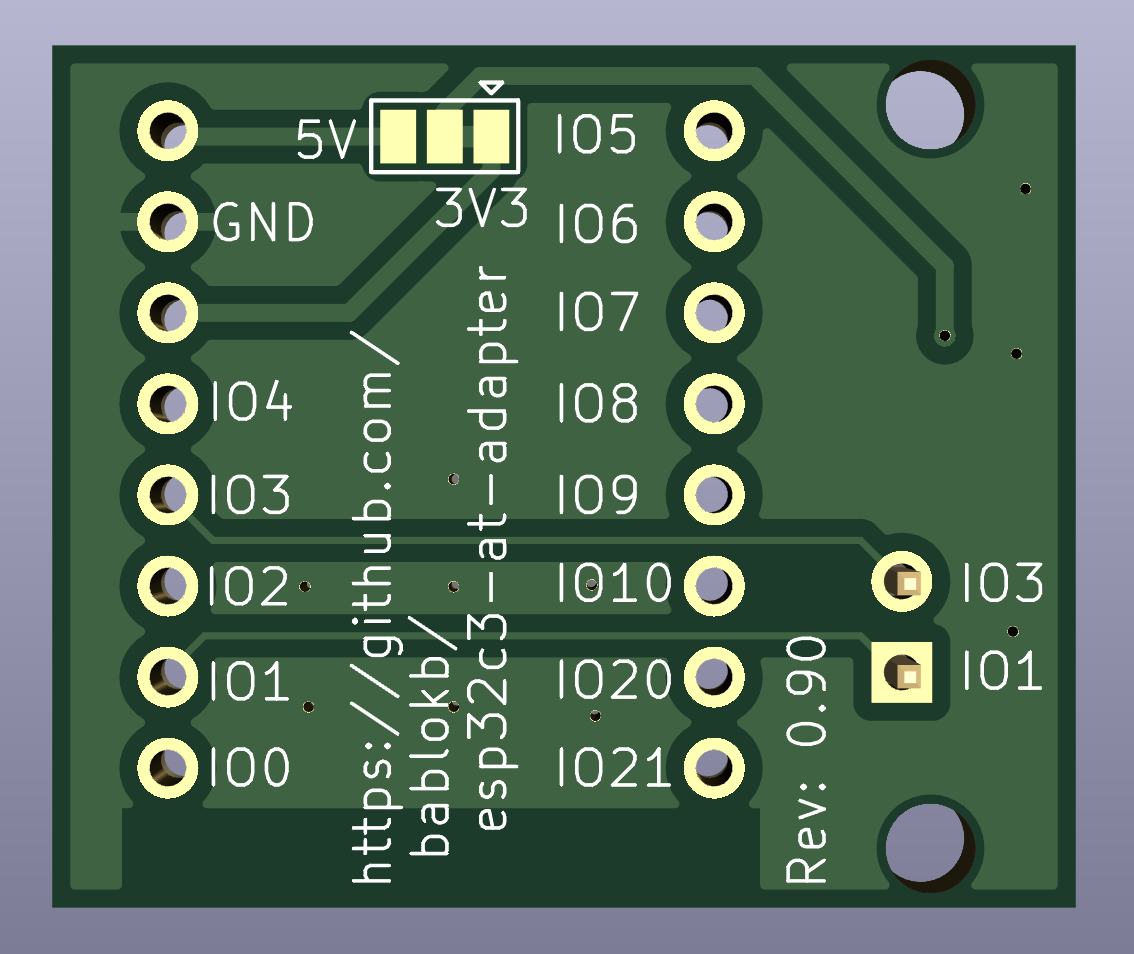 5V
3V3
GND
IO4
IO3
IO2
IO1
IO0
IO5
IO6
IO7
IO8
IO9
IO10
IO20
IO21
IO3
IO1
https://github.com/
bablokb/
esp32c3-at-adapter
Rev: 0.90